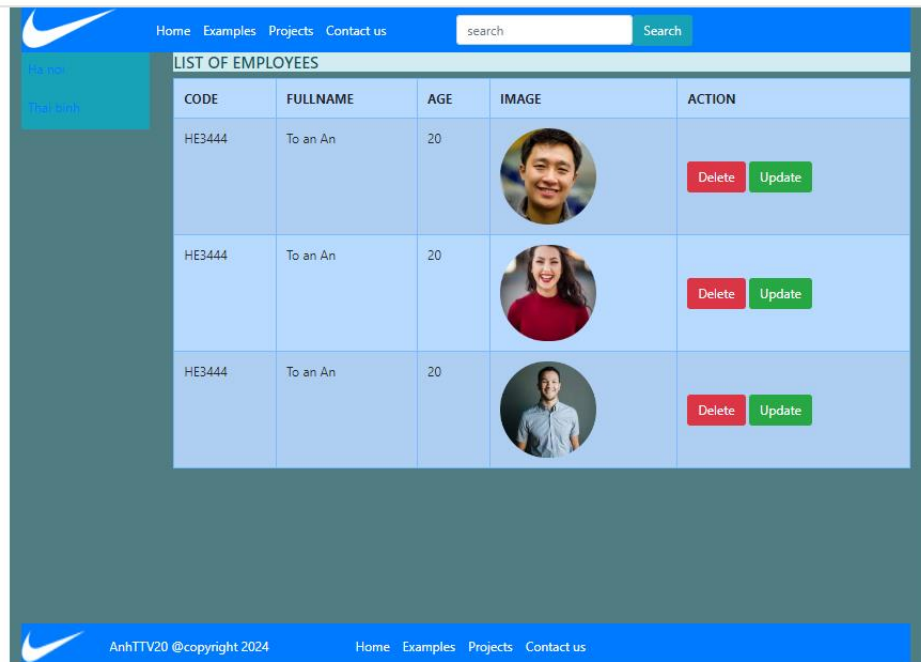 Home Examples Projects Contact us search Search
Ha noi
Thai binh
LIST OF EMPLOYEES
CODE FULLNAME AGE IMAGE ACTION
HE3444 To an An 20 Delete Update
HE3444 To an An 20 Delete Update
HE3444 To an An 20 Delete Update
AnhTTV20 @copyright 2024 Home Examples Projects Contact us